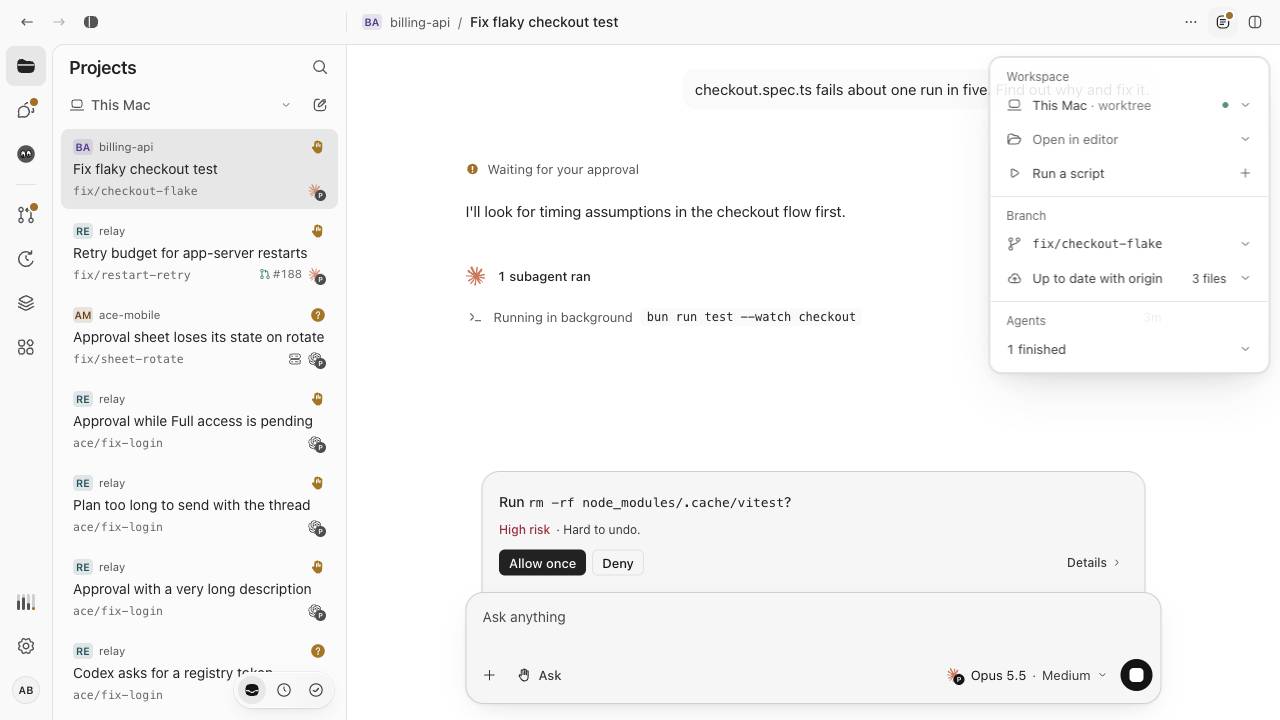 BA billing-api / Fix flaky checkout test
Projects
This Mac
BA billing-api
Fix flaky checkout test
fix/checkout-flake
RE relay
Retry budget for app-server restarts
fix/restart-retry #188
AM ace-mobile
Approval sheet loses its state on rotate
fix/sheet-rotate
RE relay
Approval while Full access is pending
ace/fix-login
RE relay
Plan too long to send with the thread
ace/fix-login
RE relay
Approval with a very long description
ace/fix-login
RE relay
Codex asks for a registry token
ace/fix-login
AB
checkout.spec.ts fails about one run in five. Find out why and fix it.
Waiting for your approval
I'll look for timing assumptions in the checkout flow first.
1 subagent ran
Running in background bun run test --watch checkout
3m
Workspace
This Mac · worktree
Open in editor
Run a script
Branch
fix/checkout-flake
Up to date with origin 3 files
Agents
1 finished
Run rm -rf node_modules/.cache/vitest?
High risk · Hard to undo.
Allow once Deny Details
Ask anything
Ask Opus 5.5 · Medium